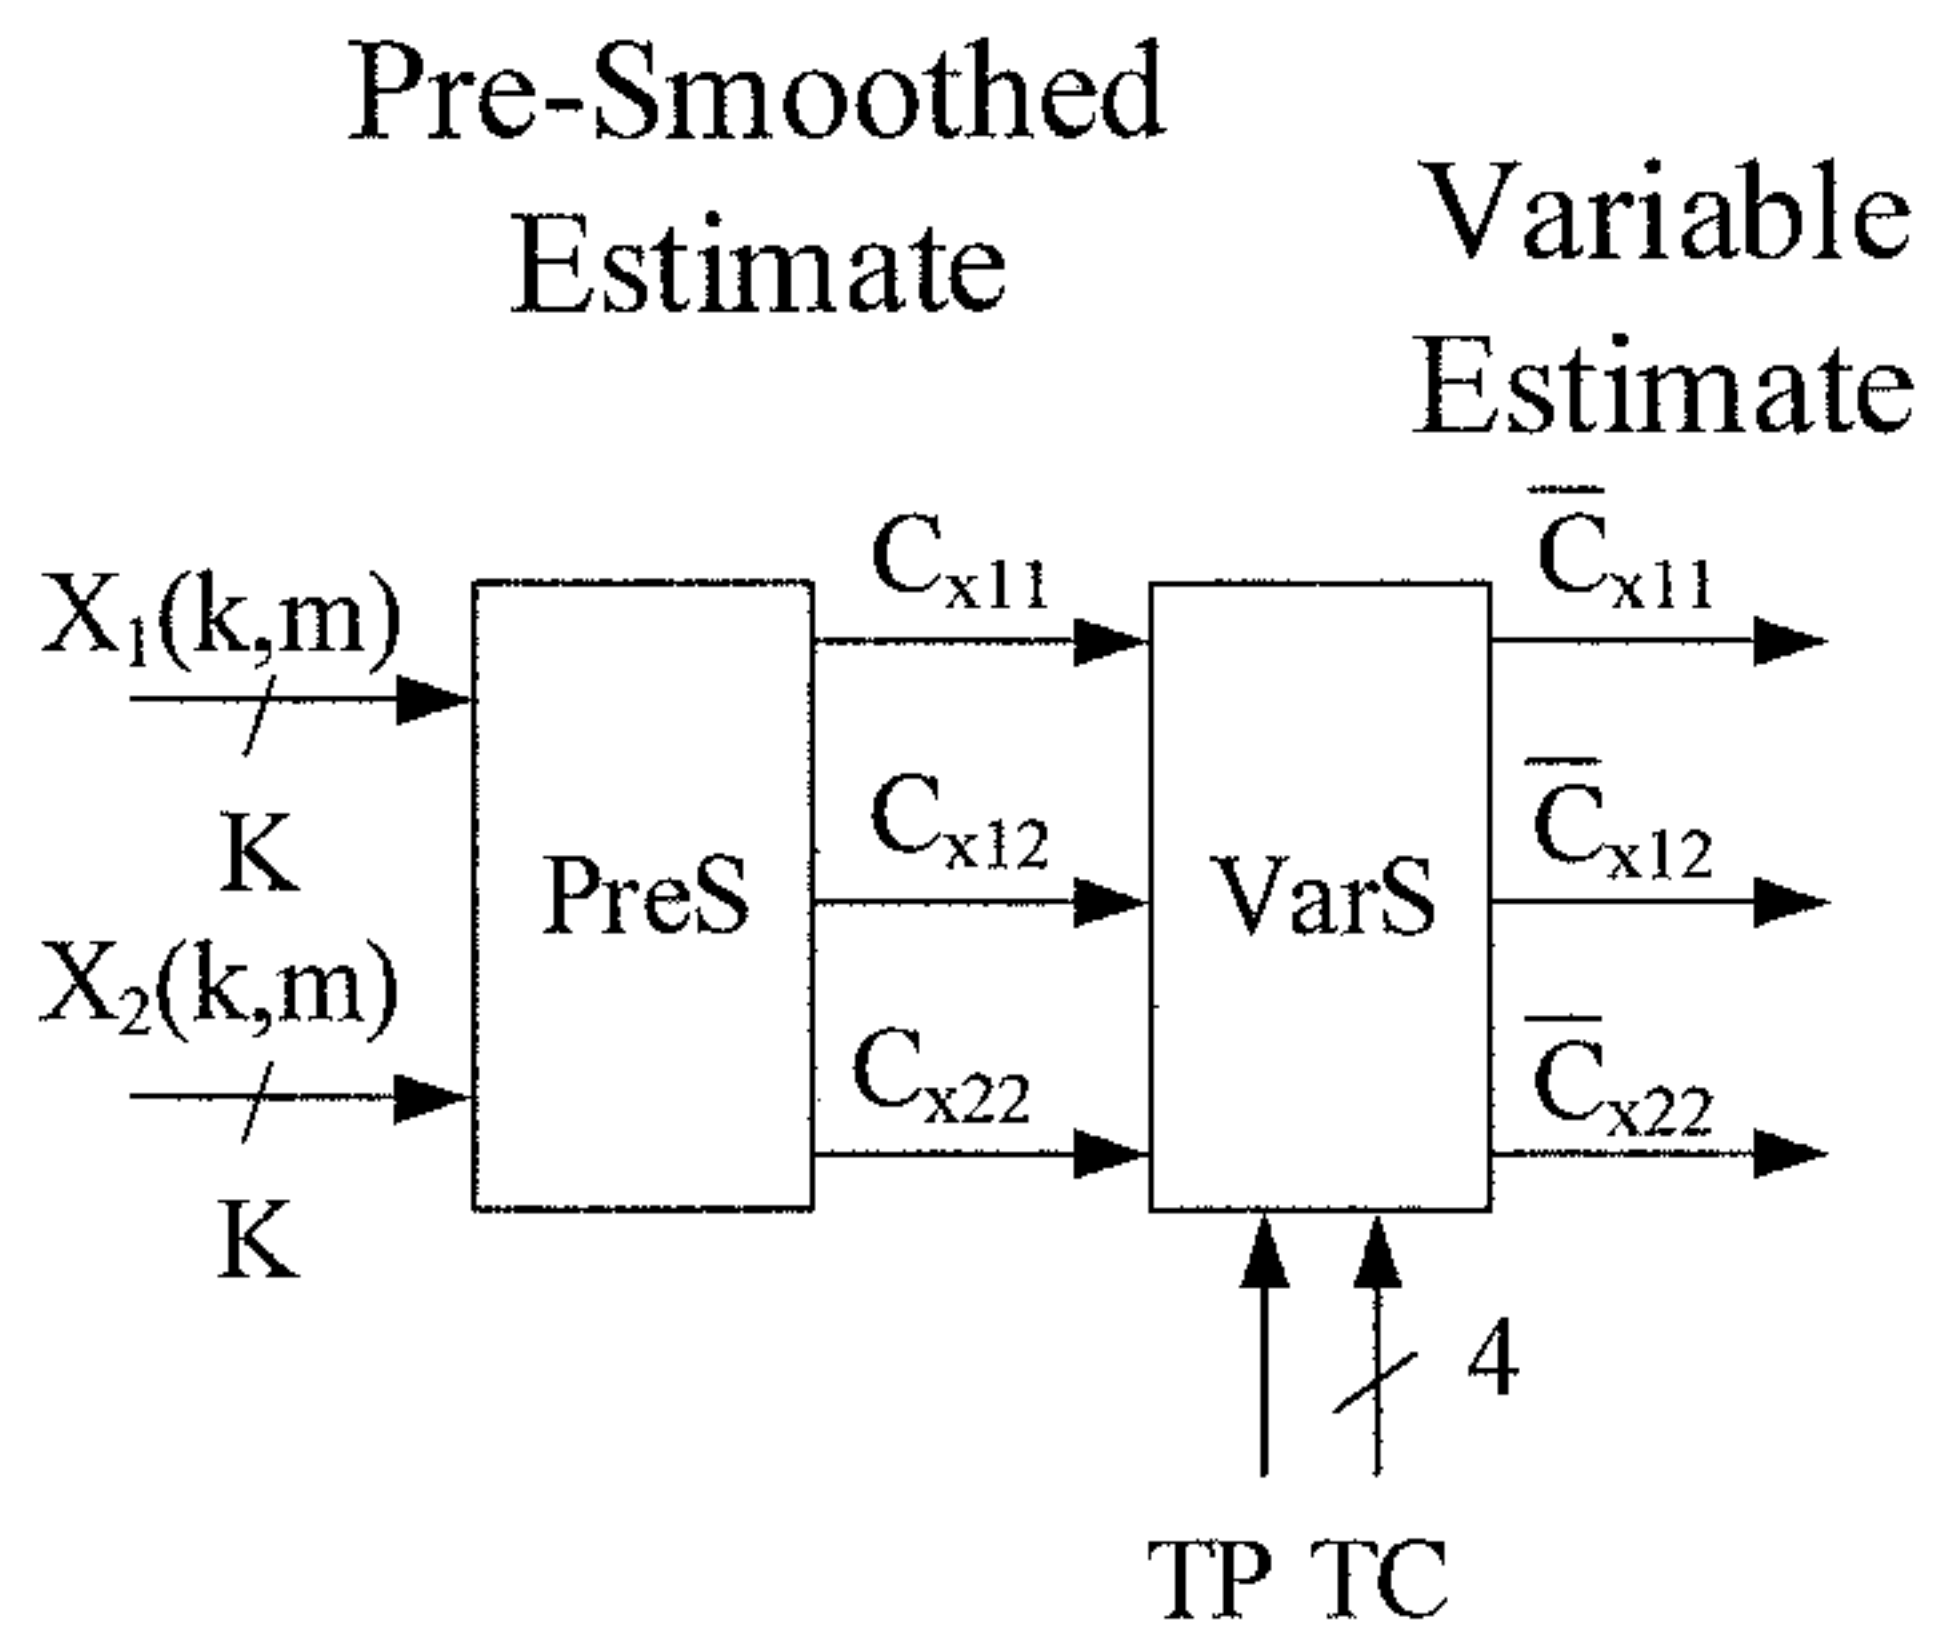 Pre-Smoothed
Estimate
Variable
Estimate
X₁(k,m)
K
X₂(k,m)
K
PreS
Cₓ₁₁
Cₓ₁₂
Cₓ₂₂
VarS
C̅ₓ₁₁
C̅ₓ₁₂
C̅ₓ₂₂
4
TP TC